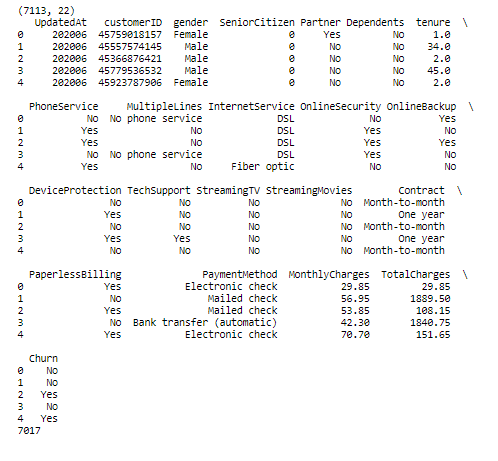 (7113, 22)
UpdatedAt customerID gender SeniorCitizen Partner Dependents tenure \
0 202006 45759018157 Female 0 Yes No 1.0
1 202006 45557574145 Male 0 No No 34.0
2 202006 45366876421 Male 0 No No 2.0
3 202006 45779536532 Male 0 No No 45.0
4 202006 45923787906 Female 0 No No 2.0
PhoneService MultipleLines InternetService OnlineSecurity OnlineBackup \
0 No No phone service DSL No Yes
1 Yes No DSL Yes No
2 Yes No DSL Yes Yes
3 No No phone service DSL Yes No
4 Yes No Fiber optic No No
DeviceProtection TechSupport StreamingTV StreamingMovies Contract \
0 No No No No Month-to-month
1 Yes No No No One year
2 No No No No Month-to-month
3 Yes Yes No No One year
4 No No No No Month-to-month
PaperlessBilling PaymentMethod MonthlyCharges TotalCharges \
0 Yes Electronic check 29.85 29.85
1 No Mailed check 56.95 1889.50
2 Yes Mailed check 53.85 108.15
3 No Bank transfer (automatic) 42.30 1840.75
4 Yes Electronic check 70.70 151.65
Churn
0 No
1 No
2 Yes
3 No
4 Yes
7017